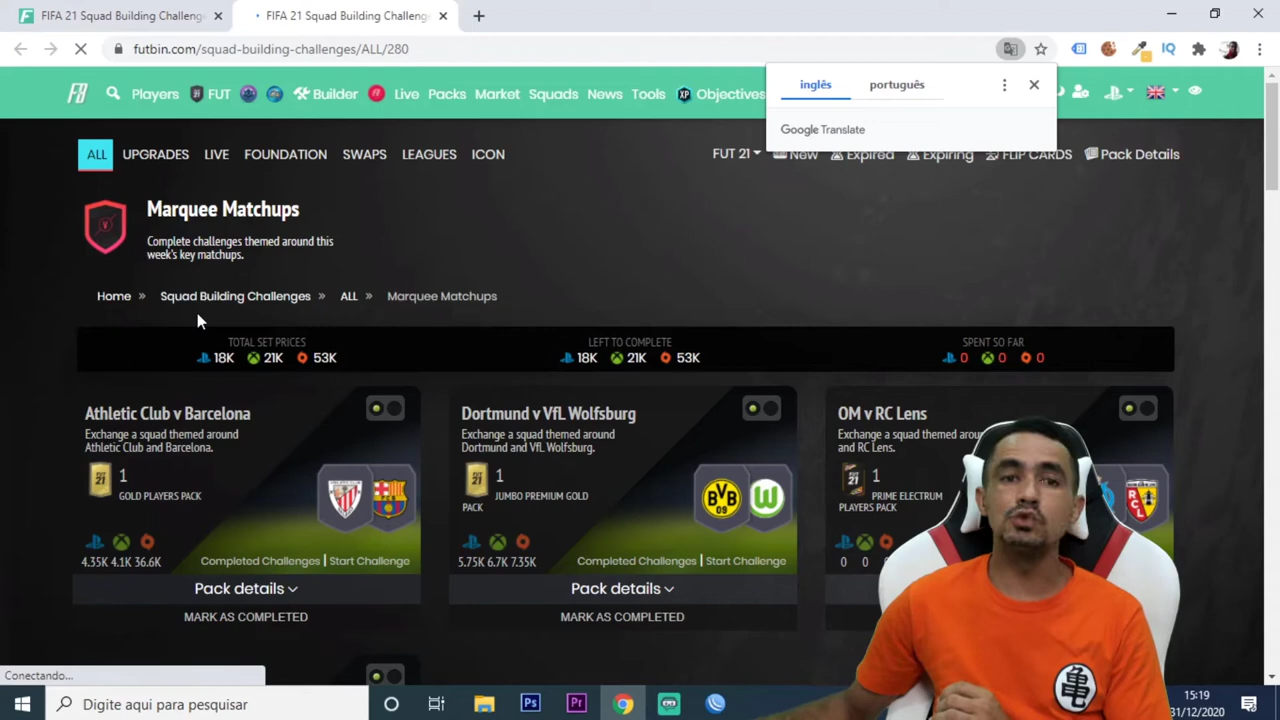 FIFA 21 Squad Building Challenge
FIFA 21 Squad Building Challenge
futbin.com/squad-building-challenges/ALL/280
inglês português
Google Translate
Players FUT Builder Live Packs Market Squads News Tools Objectives
ALL UPGRADES LIVE FOUNDATION SWAPS LEAGUES ICON FUT 21 New Expired Expiring FLIP CARDS Pack Details
Marquee Matchups
Complete challenges themed around this
week's key matchups.
Home » Squad Building Challenges » ALL » Marquee Matchups
TOTAL SET PRICES LEFT TO COMPLETE SPENT SO FAR
18K 21K 53K 18K 21K 53K 0 0 0
Athletic Club v Barcelona
Exchange a squad themed around
Athletic Club and Barcelona.
1
GOLD PLAYERS PACK
4.35K 4.1K 36.6K
Completed Challenges | Start Challenge
Pack details
MARK AS COMPLETED
Dortmund v VfL Wolfsburg
Exchange a squad themed around
Dortmund and VfL Wolfsburg.
1
JUMBO PREMIUM GOLD
PACK
BVB
09
5.75K 6.7K 7.35K
Completed Challenges | Start Challenge
Pack details
MARK AS COMPLETED
OM v RC Lens
Exchange a squad themed
and RC Lens.
1
PRIME ELECTRUM
PLAYERS PACK
RCL
0 0
Conectando...
Digite aqui para pesquisar
Ps Pr
15:19
31/12/2020